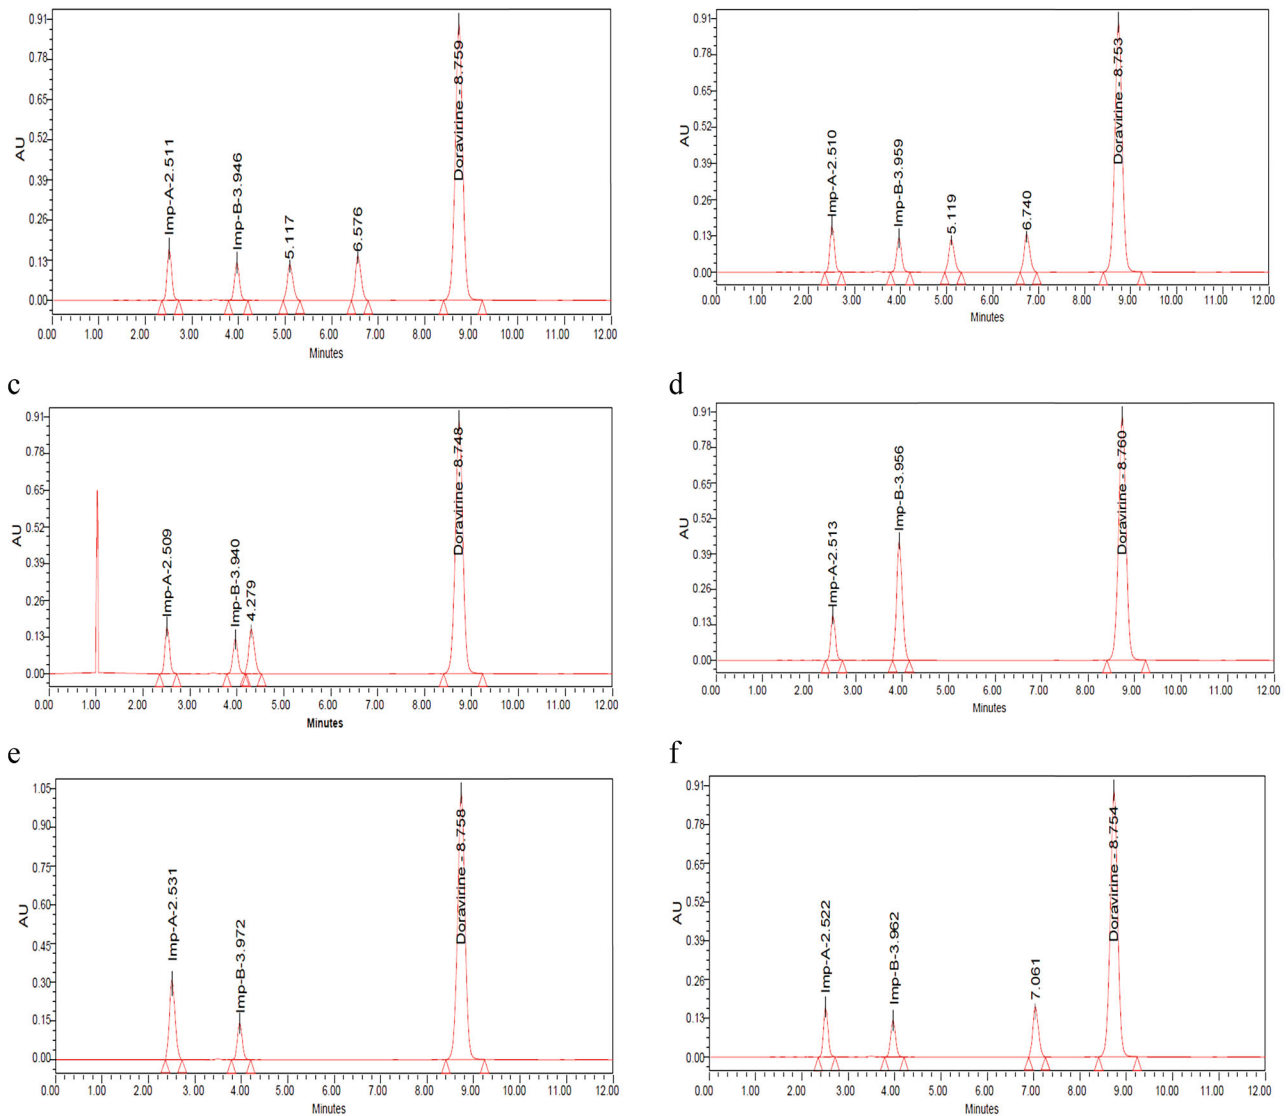 0.91
0.78
0.65
0.52
0.39
0.26
0.13
0.00
AU
Imp-A-2.511
Imp-B-3.946
5.117
6.576
Doravirine - 8.759
0.00 1.00 2.00 3.00 4.00 5.00 6.00 7.00 8.00 9.00 10.00 11.00 12.00
Minutes
0.91
0.78
0.65
0.52
0.39
0.26
0.13
0.00
AU
Imp-A-2.510
Imp-B-3.959
5.119
6.740
Doravirine - 8.753
0.00 1.00 2.00 3.00 4.00 5.00 6.00 7.00 8.00 9.00 10.00 11.00 12.00
Minutes
c
0.91
0.78
0.65
0.52
0.39
0.26
0.13
0.00
AU
Imp-A-2.509
Imp-B-3.940
4.279
Doravirine - 8.748
0.00 1.00 2.00 3.00 4.00 5.00 6.00 7.00 8.00 9.00 10.00 11.00 12.00
Minutes
d
0.91
0.78
0.65
0.52
0.39
0.26
0.13
0.00
AU
Imp-A-2.513
Imp-B-3.956
Doravirine - 8.760
0.00 1.00 2.00 3.00 4.00 5.00 6.00 7.00 8.00 9.00 10.00 11.00 12.00
Minutes
e
1.05
0.90
0.75
0.60
0.45
0.30
0.15
0.00
AU
Imp-A-2.531
Imp-B-3.972
Doravirine - 8.758
0.00 1.00 2.00 3.00 4.00 5.00 6.00 7.00 8.00 9.00 10.00 11.00 12.00
Minutes
f
0.91
0.78
0.65
0.52
0.39
0.26
0.13
0.00
AU
Imp-A-2.522
Imp-B-3.962
7.061
Doravirine - 8.754
0.00 1.00 2.00 3.00 4.00 5.00 6.00 7.00 8.00 9.00 10.00 11.00 12.00
Minutes